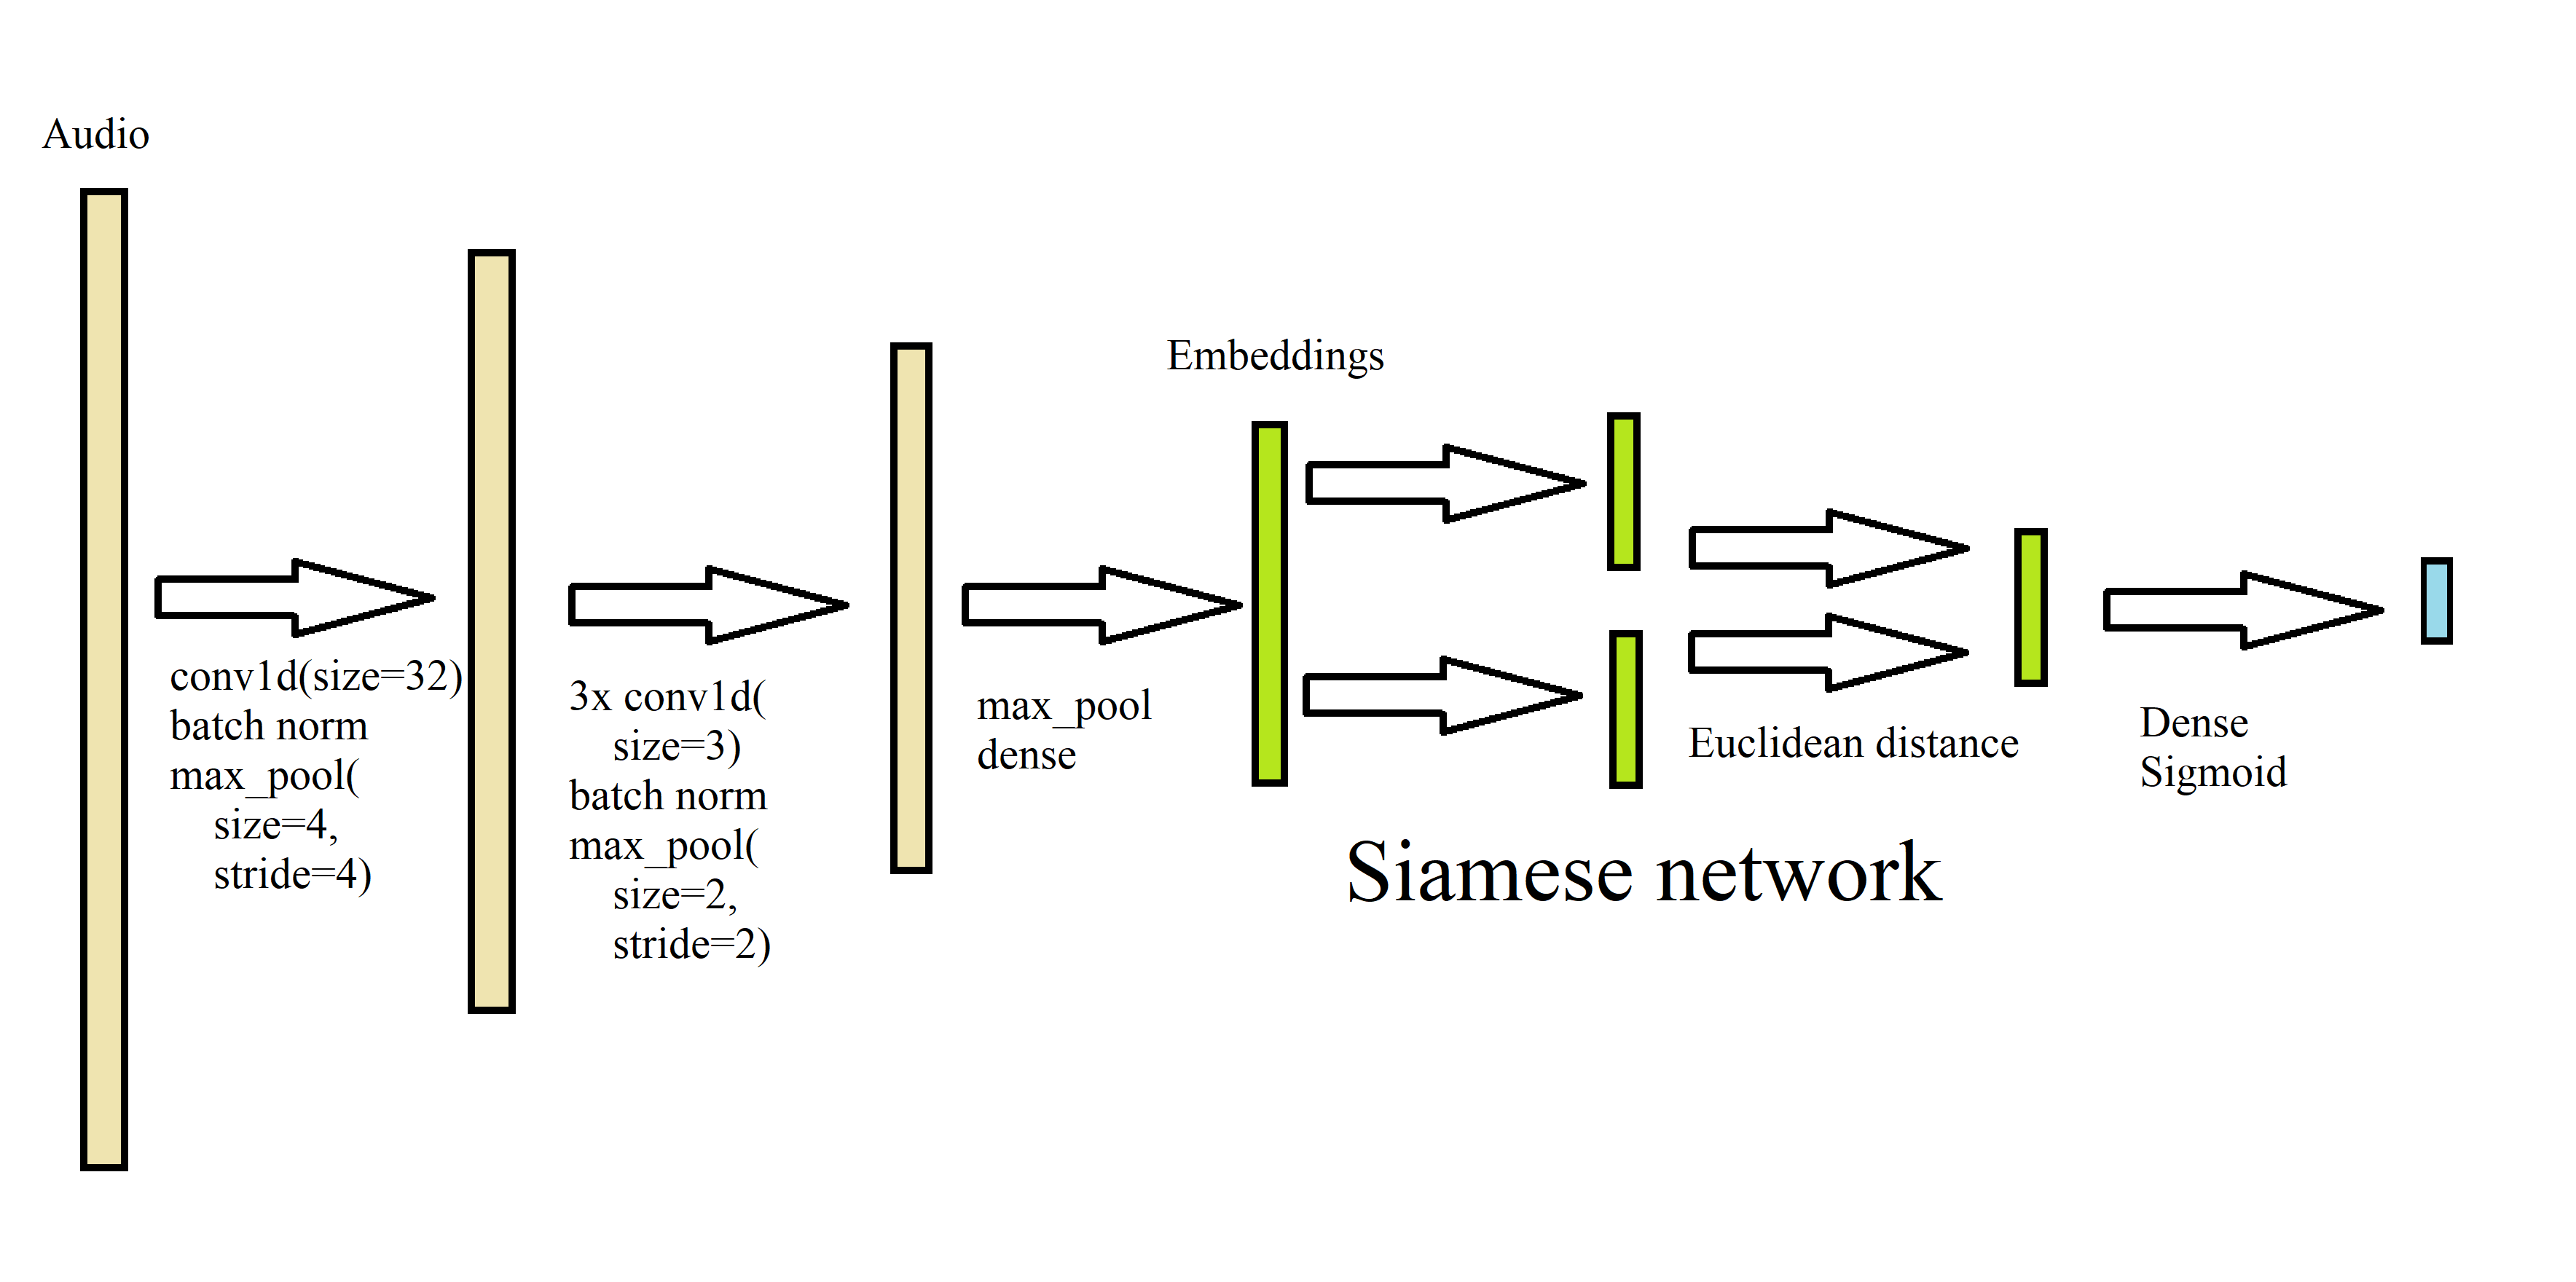 Audio
conv1d(size=32)
batch norm
max_pool(
size=4,
stride=4)
3x conv1d(
size=3)
batch norm
max_pool(
size=2,
stride=2)
max_pool
dense
Embeddings
Euclidean distance
Siamese network
Dense
Sigmoid